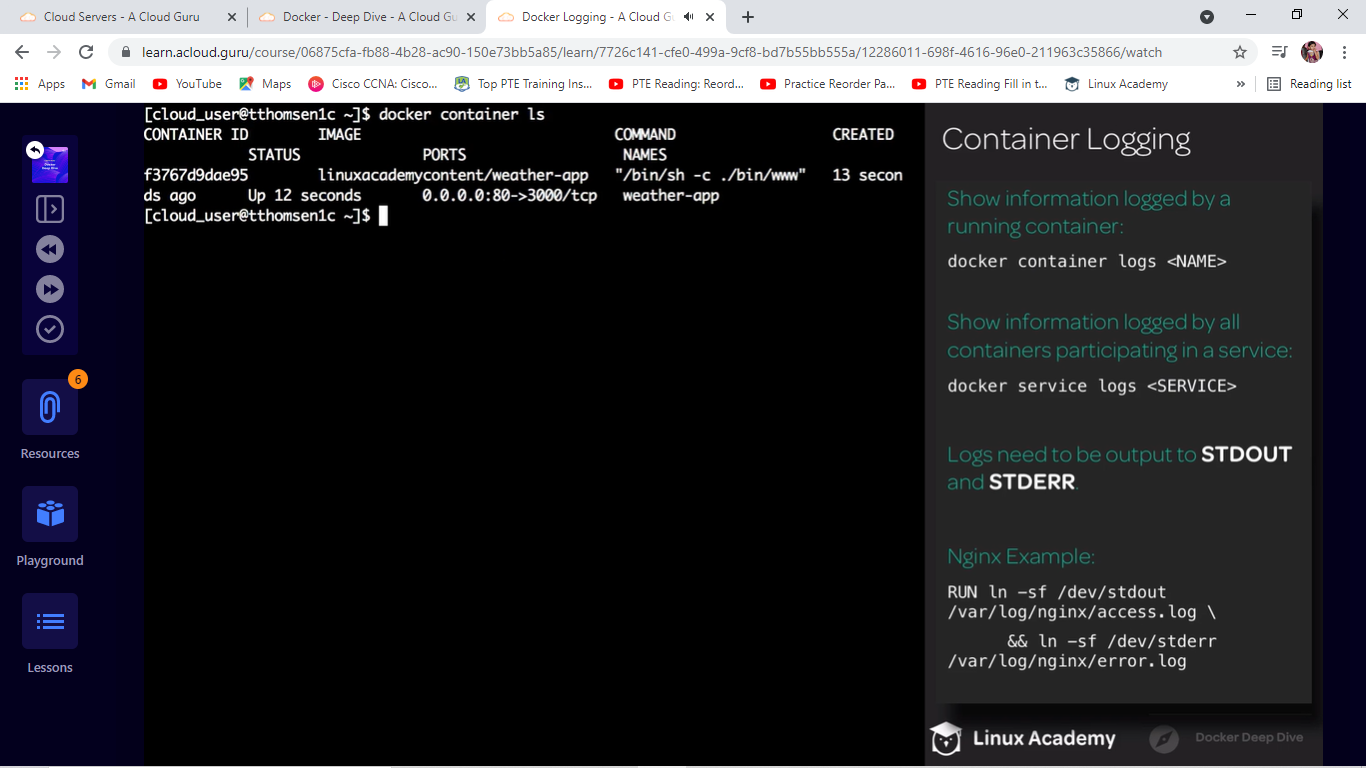 Cloud Servers - A Cloud Guru
Docker - Deep Dive - A Cloud Gu
Docker Logging - A Cloud G
learn.acloud.guru/course/06875cfa-fb88-4b28-ac90-150e73bb5a85/learn/7726c141-cfe0-499a-9cf8-bd7b55bb555a/12286011-698f-4616-96e0-211963c35866/watch
Apps
Gmail
YouTube
Maps
Cisco CCNA: Cisco...
Top PTE Training Ins...
PTE Reading: Reord...
Practice Reorder Pa...
PTE Reading Fill in t...
Linux Academy
»
Reading list
6
Resources
Playground
Lessons
[cloud_user@tthomsen1c ~]$ docker container ls
CONTAINER ID IMAGE COMMAND CREATED
STATUS PORTS NAMES
f3767d9dae95 linuxacademycontent/weather-app "/bin/sh -c ./bin/www" 13 secon
ds ago Up 12 seconds 0.0.0.0:80->3000/tcp weather-app
[cloud_user@tthomsen1c ~]$
Container Logging
Show information logged by a
running container:
docker container logs <NAME>
Show information logged by all
containers participating in a service:
docker service logs <SERVICE>
Logs need to be output to STDOUT
and STDERR.
Nginx Example:
RUN ln -sf /dev/stdout
/var/log/nginx/access.log \
&& ln -sf /dev/stderr
/var/log/nginx/error.log
Linux Academy
Docker Deep Dive